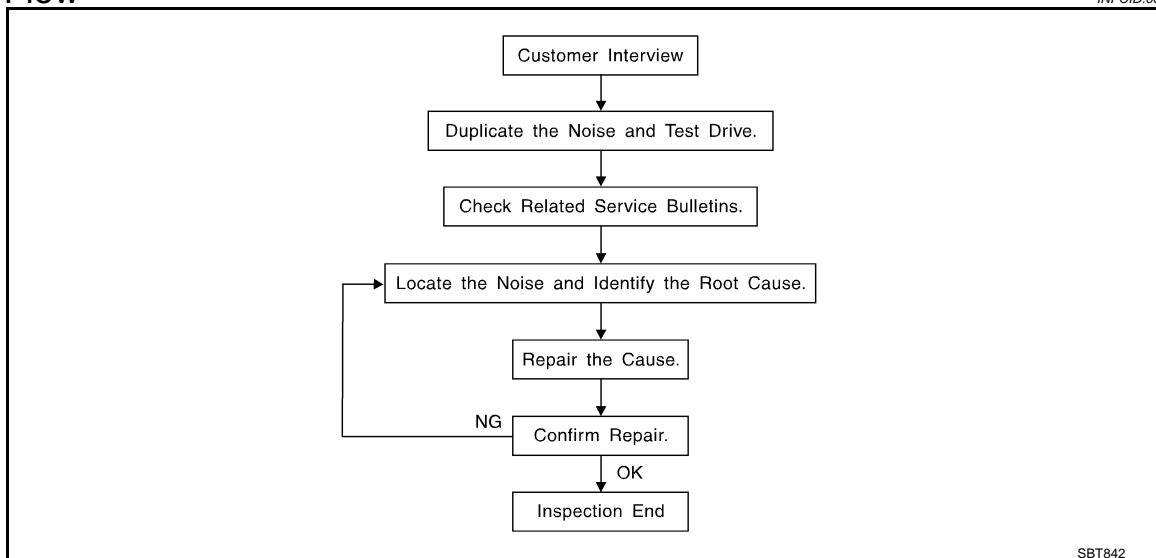 Customer Interview
Duplicate the Noise and Test Drive.
Check Related Service Bulletins.
Locate the Noise and Identify the Root Cause.
Repair the Cause.
NG
Confirm Repair.
OK
Inspection End
SBT842